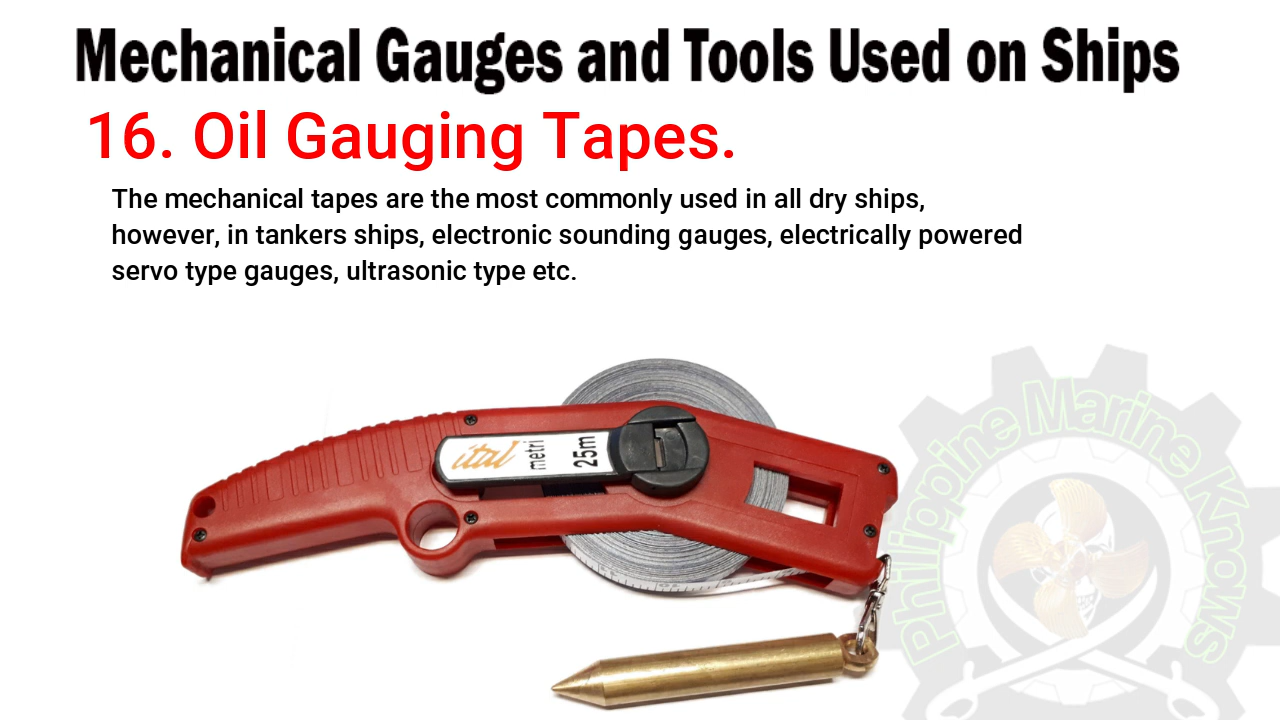 Mechanical Gauges and Tools Used on Ships
16. Oil Gauging Tapes.
The mechanical tapes are the most commonly used in all dry ships,
however, in tankers ships, electronic sounding gauges, electrically powered
servo type gauges, ultrasonic type etc.
ital
metri
25m
Philippine Marine Knows